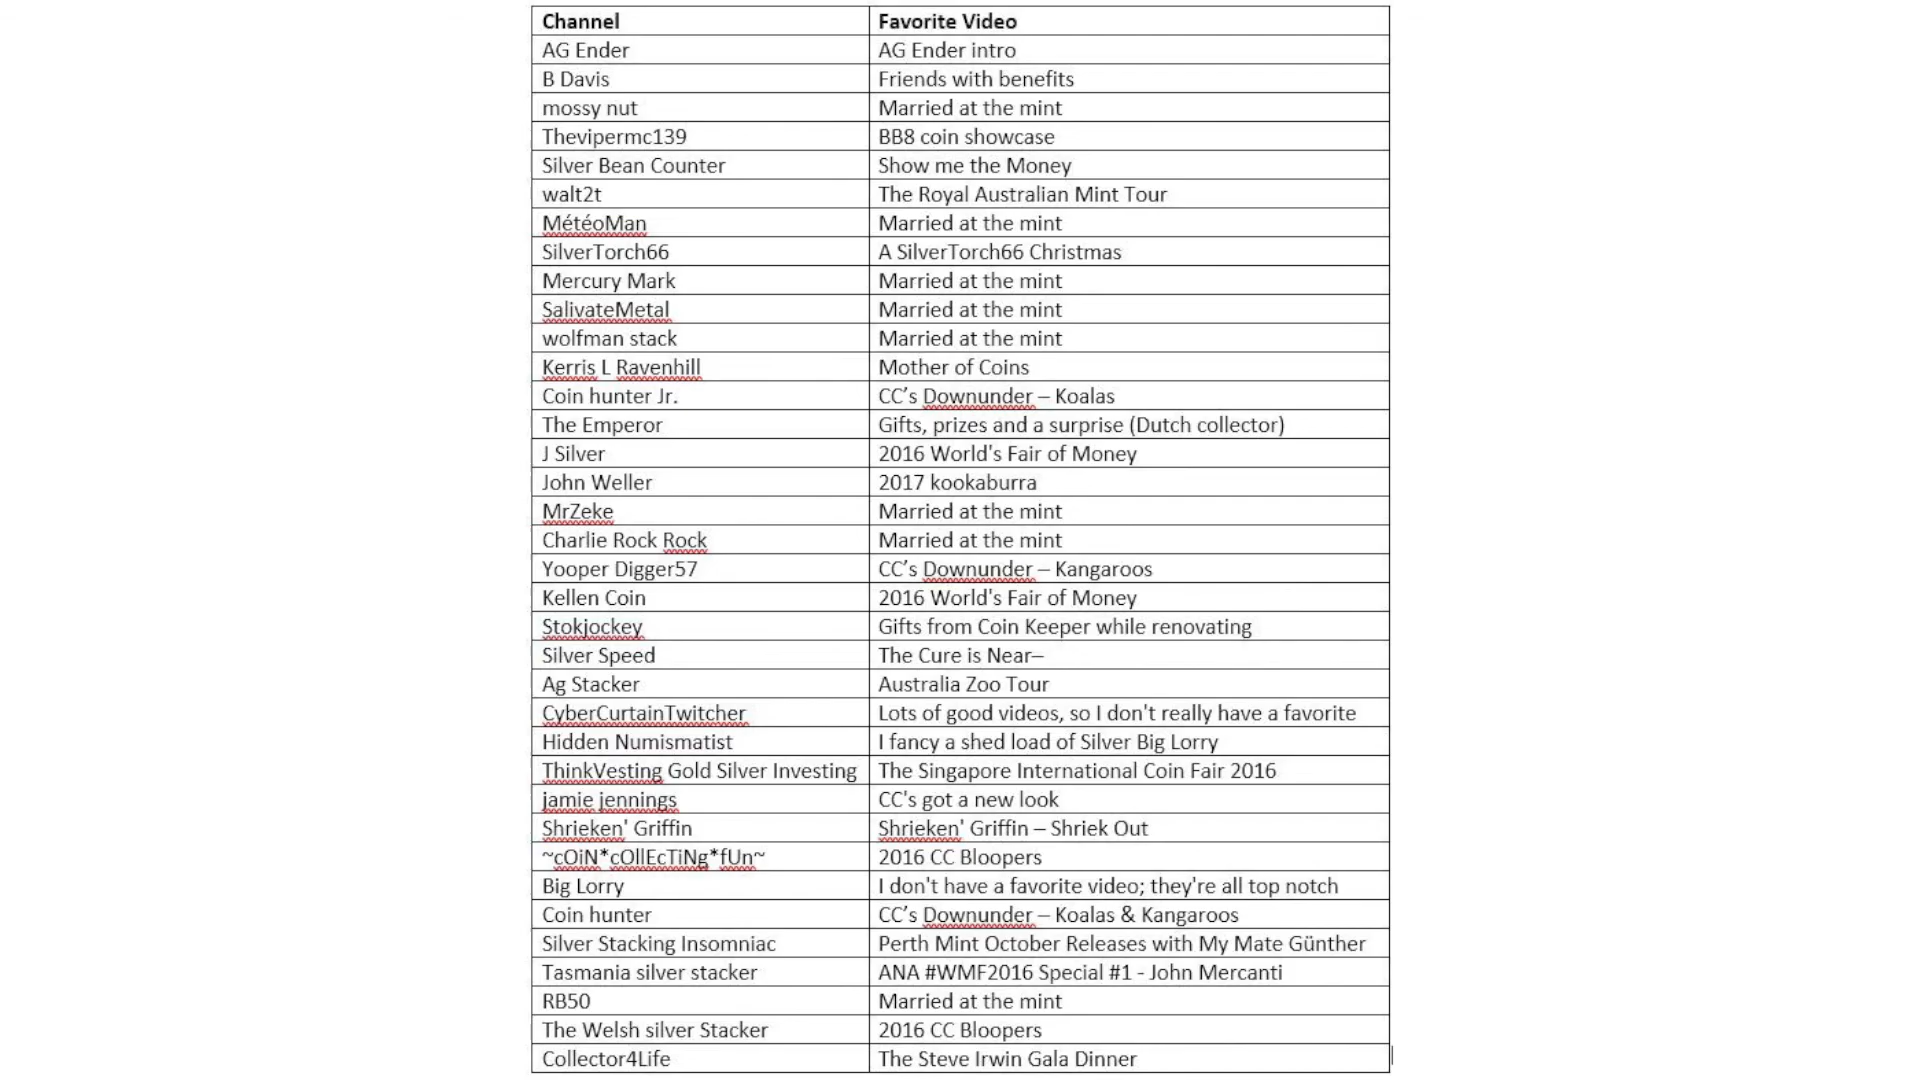 Channel Favorite Video
AG Ender AG Ender intro
B Davis Friends with benefits
mossy nut Married at the mint
Thevipermc139 BB8 coin showcase
Silver Bean Counter Show me the Money
walt2t The Royal Australian Mint Tour
MétéoMan Married at the mint
SilverTorch66 A SilverTorch66 Christmas
Mercury Mark Married at the mint
SalivateMetal Married at the mint
wolfman stack Married at the mint
Kerris L Ravenhill Mother of Coins
Coin hunter Jr. CC’s Downunder – Koalas
The Emperor Gifts, prizes and a surprise (Dutch collector)
J Silver 2016 World's Fair of Money
John Weller 2017 kookaburra
MrZeke Married at the mint
Charlie Rock Rock Married at the mint
Yooper Digger57 CC’s Downunder – Kangaroos
Kellen Coin 2016 World's Fair of Money
Stokjockey Gifts from Coin Keeper while renovating
Silver Speed The Cure is Near–
Ag Stacker Australia Zoo Tour
CyberCurtainTwitcher Lots of good videos, so I don't really have a favorite
Hidden Numismatist I fancy a shed load of Silver Big Lorry
ThinkVesting Gold Silver Investing The Singapore International Coin Fair 2016
jamie jennings CC's got a new look
Shrieken' Griffin Shrieken' Griffin – Shriek Out
~cOiN*cOllEcTiNg*fUn~ 2016 CC Bloopers
Big Lorry I don't have a favorite video; they're all top notch
Coin hunter CC’s Downunder – Koalas & Kangaroos
Silver Stacking Insomniac Perth Mint October Releases with My Mate Günther
Tasmania silver stacker ANA #WMF2016 Special #1 - John Mercanti
RB50 Married at the mint
The Welsh silver Stacker 2016 CC Bloopers
Collector4Life The Steve Irwin Gala Dinner